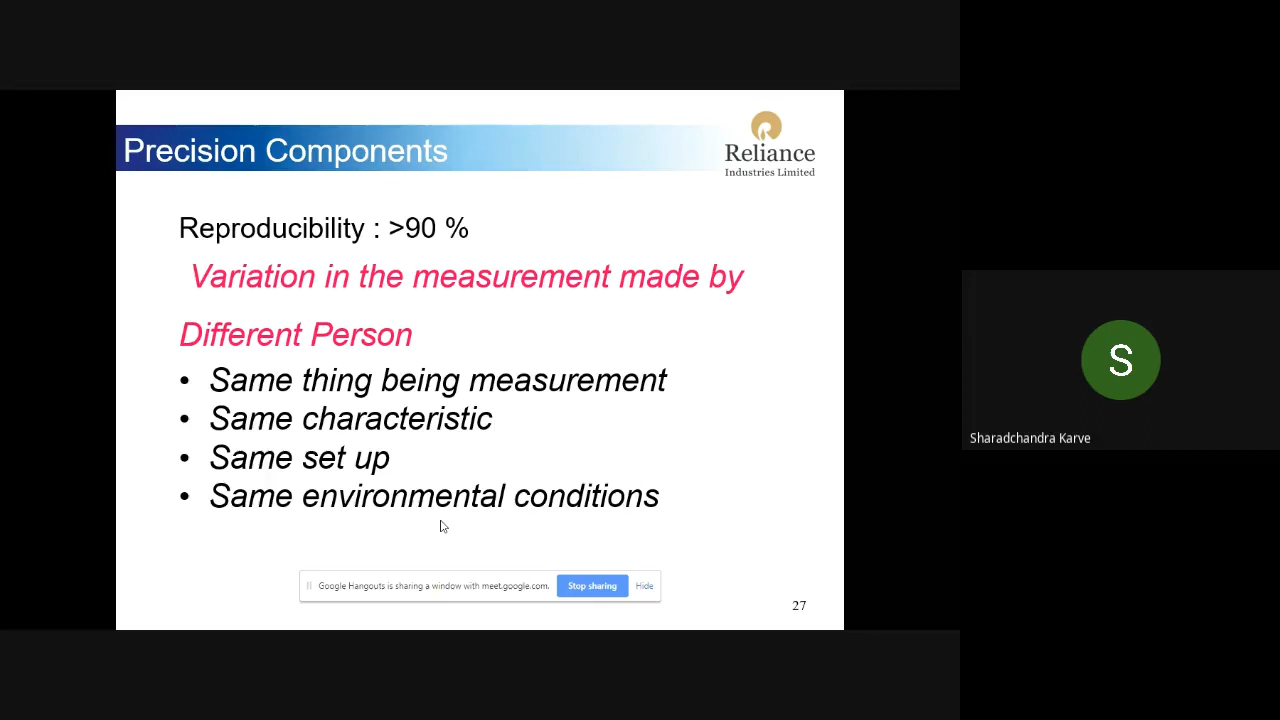 Precision Components
Reliance
Industries Limited
Reproducibility : >90 %
Variation in the measurement made by
Different Person
• Same thing being measurement
• Same characteristic
• Same set up
• Same environmental conditions
Google Hangouts is sharing a window with meet.google.com. Stop sharing Hide
27
S
Sharadchandra Karve